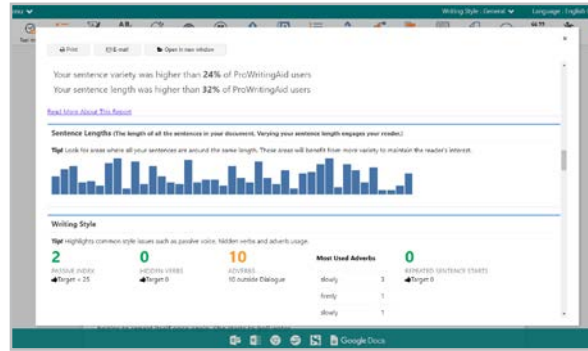 Writing Style : General
Language : English
Print
E-mail
Open in new window
Your sentence variety was higher than 24% of ProWritingAid users
Your sentence length was higher than 32% of ProWritingAid users
Read More About This Report
Sentence Lengths (The length of all the sentences in your document. Varying your sentence length engages your reader.)
Tip! Look for areas where all your sentences are around the same length. These areas will benefit from more variety to maintain the reader's interest.
Writing Style
Tip! Highlights common style issues such as passive voice, hidden verbs and adverb usage.
2
0
10
Most Used Adverbs
0
PASSIVE INDEX
HIDDEN VERBS
ADVERBS
REPEATED SENTENCE STARTS
Target < 25
Target 0
10 outside Dialogue
slowly 3
Target 0
1
slowly 1
Google Docs